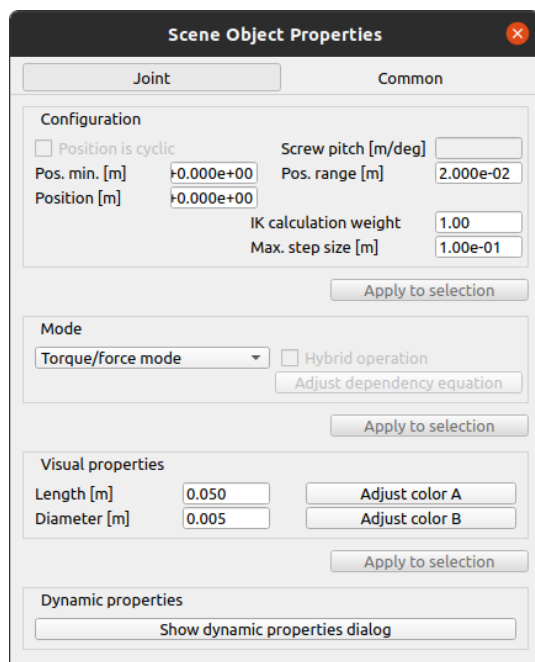 Scene Object Properties
Joint Common
Configuration
Position is cyclic Screw pitch [m/deg]
Pos. min. [m] +0.000e+00 Pos. range [m] 2.000e-02
Position [m] +0.000e+00
IK calculation weight 1.00
Max. step size [m] 1.00e-01
Apply to selection
Mode
Torque/force mode Hybrid operation
Adjust dependency equation
Apply to selection
Visual properties
Length [m] 0.050 Adjust color A
Diameter [m] 0.005 Adjust color B
Apply to selection
Dynamic properties
Show dynamic properties dialog